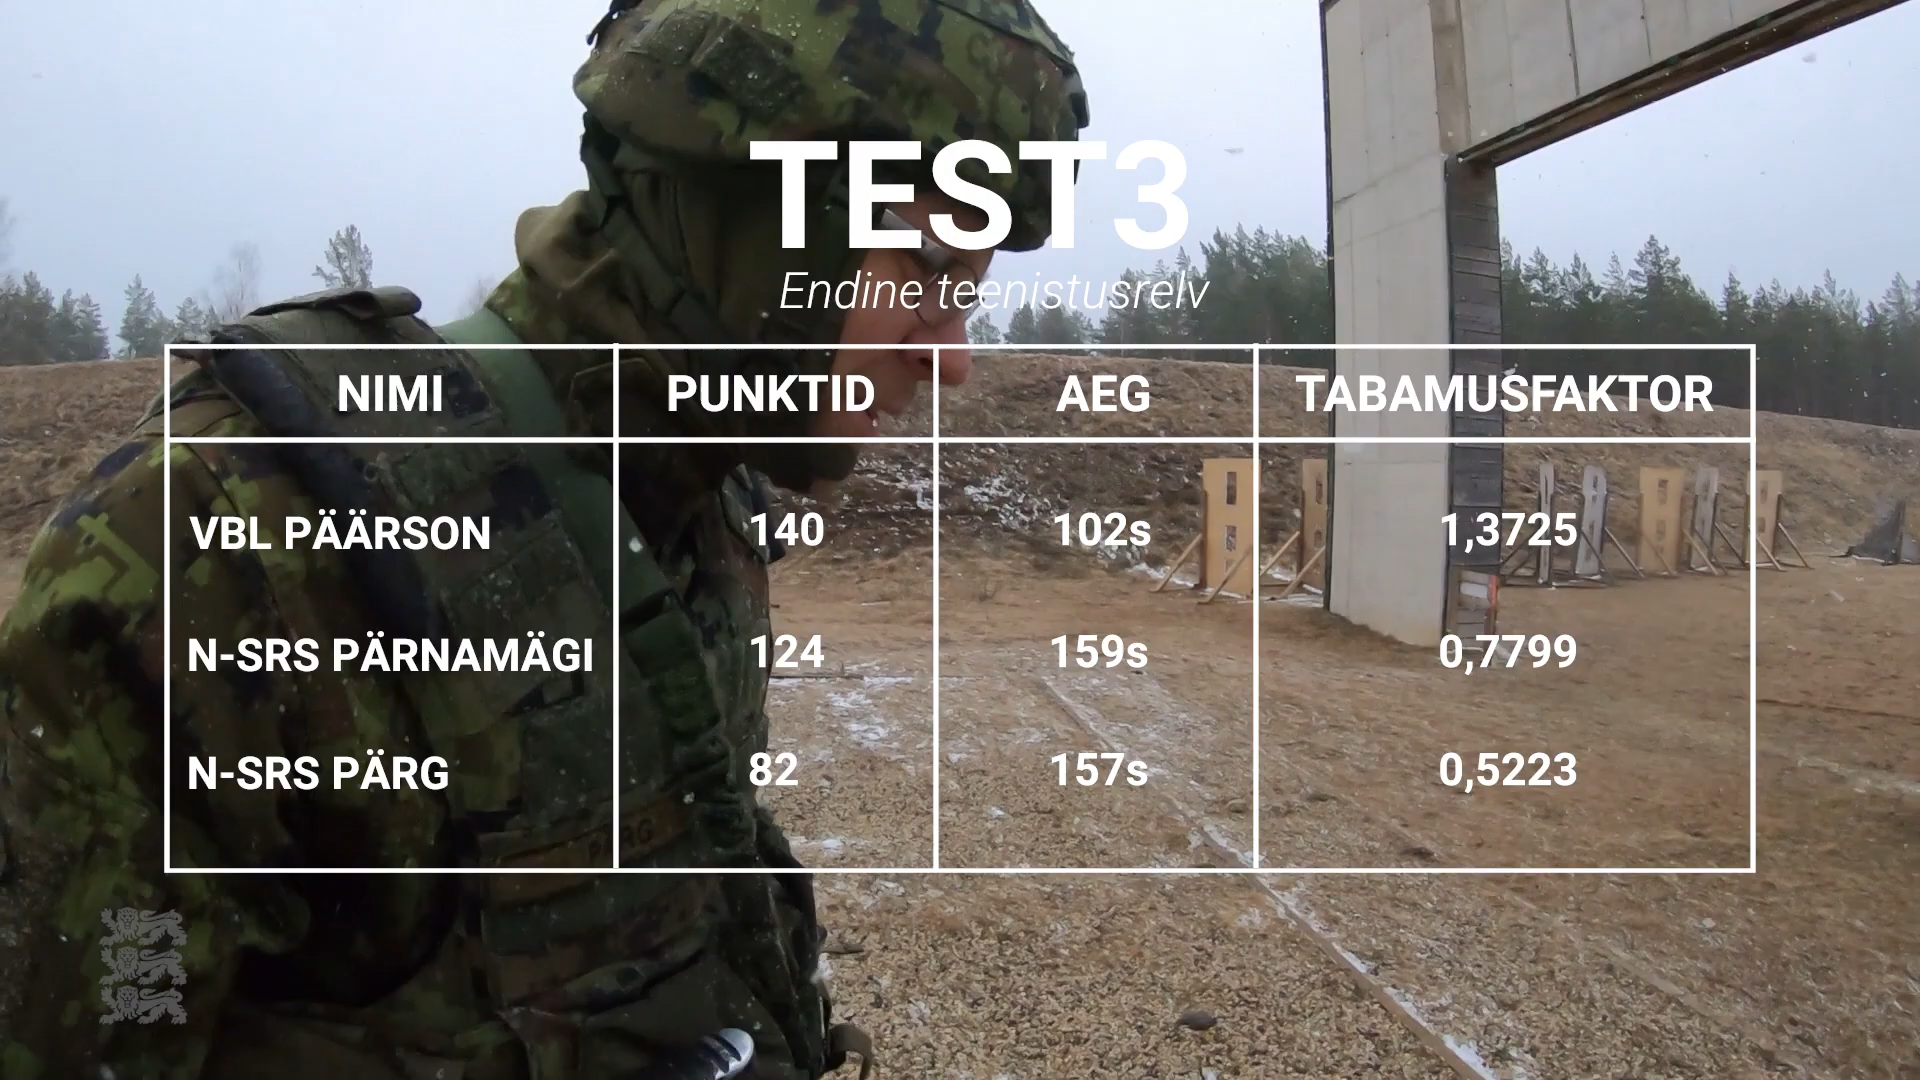 TEST3
Endine teenistusrelv
NIMI PUNKTID AEG TABAMUSFAKTOR
VBL PÄÄRSON 140 102s 1,3725
N-SRS PÄRNAMÄGI 124 159s 0,7799
N-SRS PÄRG 82 157s 0,5223
PÄRG